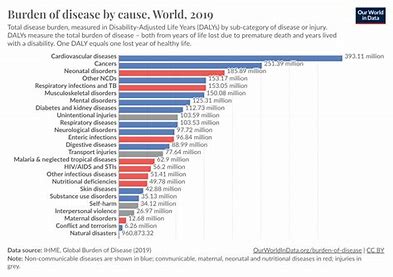 Burden of disease by cause, World, 2019
Our World
in Data
Total disease burden, measured in Disability-Adjusted Life Years (DALY) by sub-category of disease or injury.
DALYs measure the total burden of disease – both from years of life lost due to premature death and years lived
with a disability. One DALY equals one lost year of healthy life.
Cardiovascular diseases 393.11 million
Cancers 251.39 million
Neonatal disorders 185.89 million
Other NCDs 153.17 million
Respiratory infections and TB 153.05 million
Musculoskeletal disorders 150.08 million
Mental disorders 125.31 million
Diabetes and kidney diseases 112.73 million
Unintentional injuries 103.59 million
Respiratory diseases 103.53 million
Neurological disorders 97.72 million
Enteric infections 96.84 million
Digestive diseases 88.99 million
Transport injuries 77.64 million
Malaria & neglected tropical diseases 62.9 million
HIV/AIDS and STIs 56.2 million
Other infectious diseases 51.41 million
Nutritional deficiencies 49.78 million
Skin diseases 42.88 million
Substance use disorders 35.13 million
Self-harm 34.12 million
Interpersonal violence 26.97 million
Maternal disorders 12.68 million
Conflict and terrorism 6.26 million
Natural disasters 960,873.32
Data source: IHME, Global Burden of Disease (2019) OurWorldInData.org/burden-of-disease | CC BY
Note: Non-communicable diseases are shown in blue; communicable, maternal, neonatal and nutritional diseases in red; injuries in
grey.